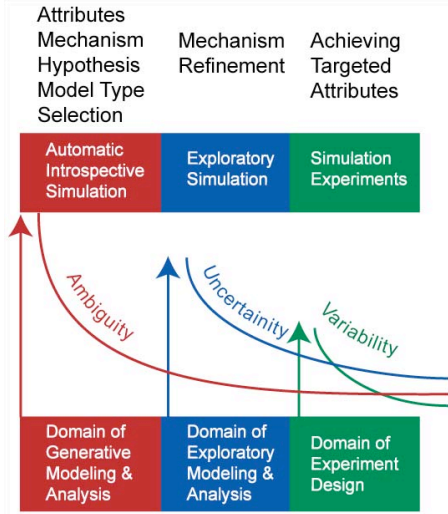 Attributes
Mechanism
Hypothesis
Model Type
Selection
Mechanism
Refinement
Achieving
Targeted
Attributes
Automatic
Introspective
Simulation
Exploratory
Simulation
Simulation
Experiments
Ambiguity
Uncertainity
Variability
Domain of
Generative
Modeling &
Analysis
Domain of
Exploratory
Modeling &
Analysis
Domain of
Experiment
Design